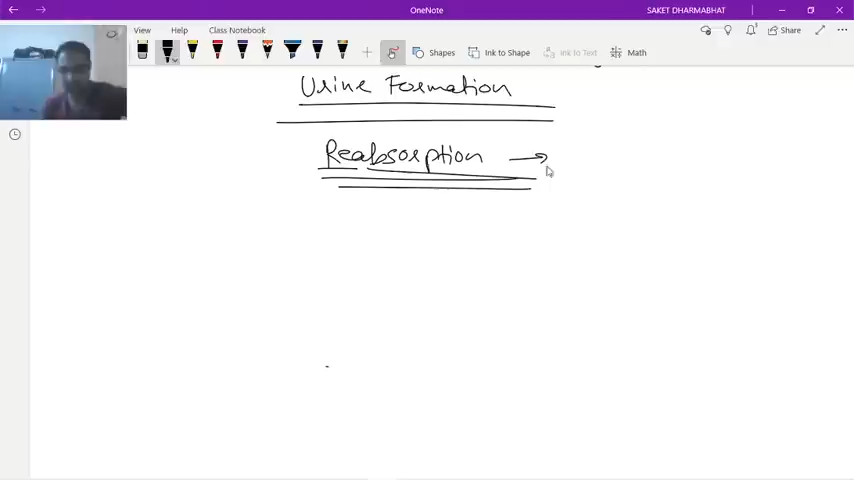 OneNote
SAKET DHARMABHAT
View Help Class Notebook
Share
Shapes Ink to Shape Ink to Text Math
Urine Formation
Reabsorption →